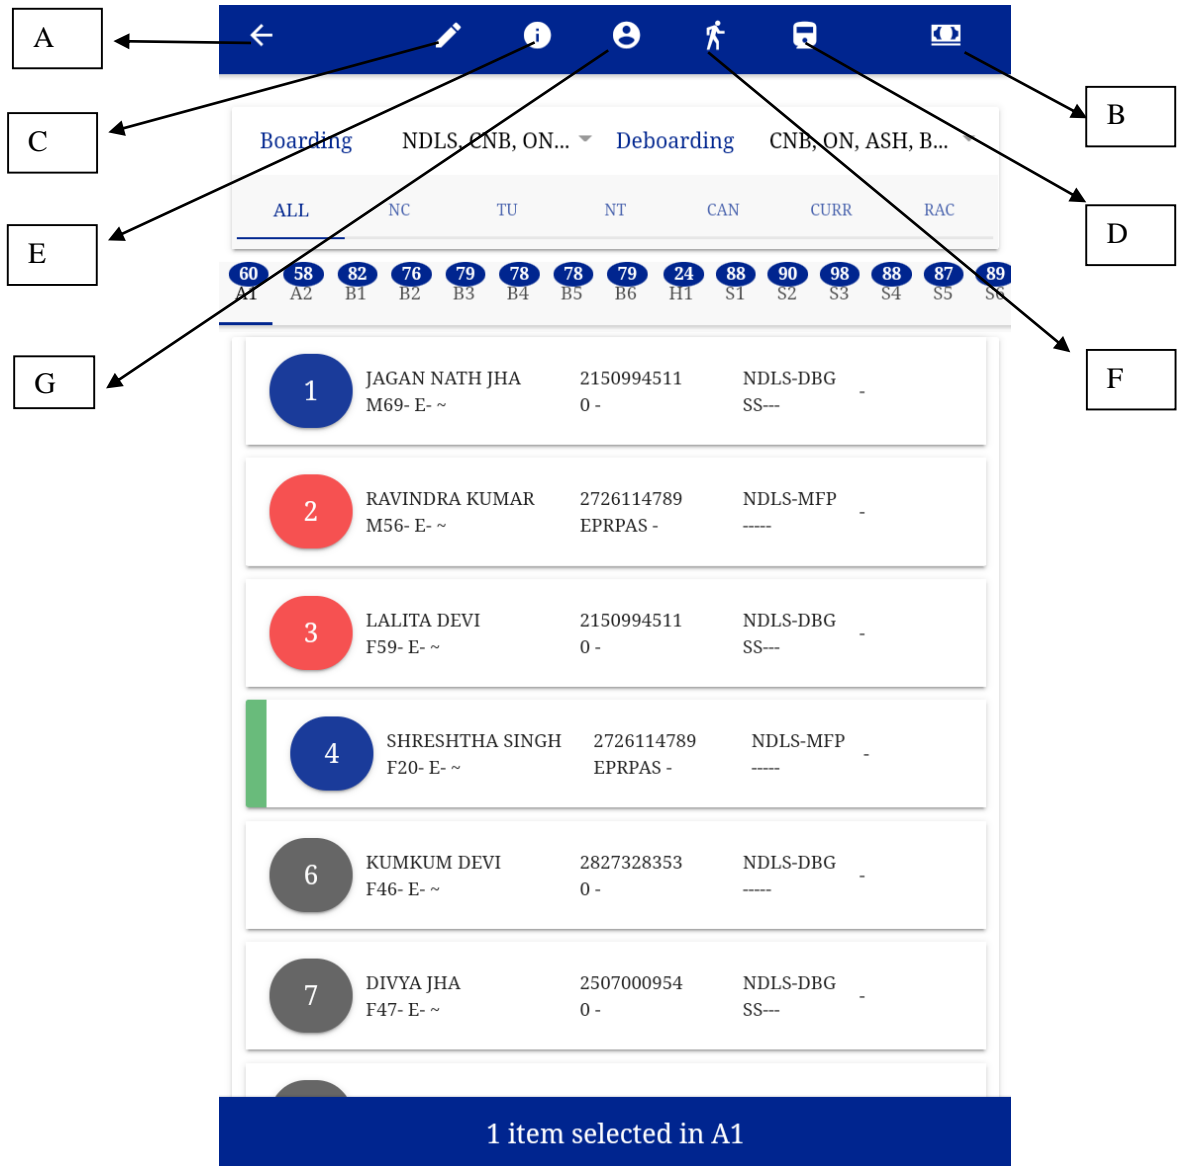 A
B
C
D
E
F
G
Boarding NDLS, CNB, ON... Deboarding CNB, ON, ASH, B...
ALL NC TU NT CAN CURR RAC
60 58 82 76 79 78 78 79 24 88 90 98 88 87 89
A1 A2 B1 B2 B3 B4 B5 B6 H1 S1 S2 S3 S4 S5 S6
1 JAGAN NATH JHA 2150994511 NDLS-DBG -
M69- E- ~ 0 - SS---
2 RAVINDRA KUMAR 2726114789 NDLS-MFP -
M56- E- ~ EPRPAS - -----
3 LALITA DEVI 2150994511 NDLS-DBG -
F59- E- ~ 0 - SS---
4 SHRESHTHA SINGH 2726114789 NDLS-MFP -
F20- E- ~ EPRPAS - -----
6 KUMKUM DEVI 2827328353 NDLS-DBG -
F46- E- ~ 0 - -----
7 DIVYA JHA 2507000954 NDLS-DBG -
F47- E- ~ 0 - SS---
1 item selected in A1